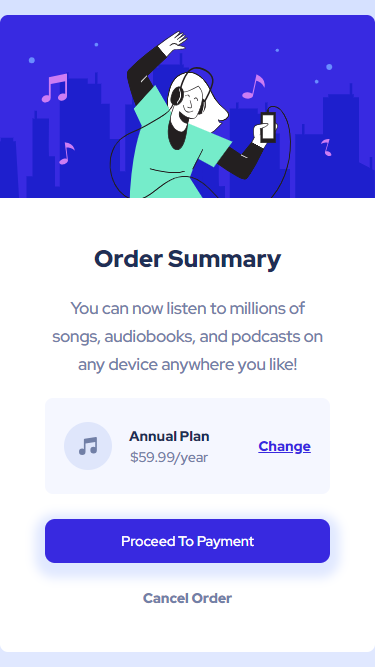 Order Summary
You can now listen to millions of
songs, audiobooks, and podcasts on
any device anywhere you like!
Annual Plan
$59.99/year
Change
Proceed To Payment
Cancel Order